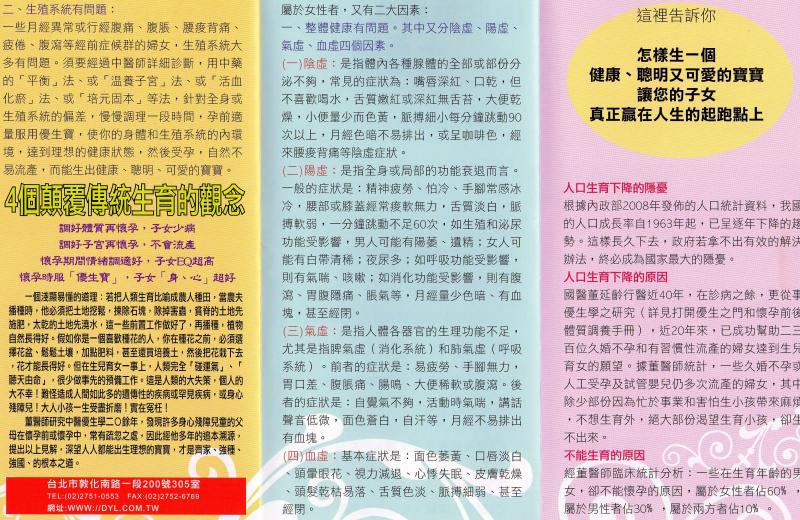 二、生殖系統有問題：
一些月經異常或行經腹痛、腹脹、腰痠背痛、
疲倦、腹瀉等經前症候群的婦女，生殖系統大
多有問題。須要經過中醫師詳細診斷，用中藥
的「平衡」法、或「溫養子宮」法、或「活血
化瘀」法、或「培元固本」等法，針對全身或
生殖系統的偏差，慢慢調理一段時間，孕前適
量服用優生寶，使你的身體和生殖系統的內環
境，達到理想的健康狀態，然後受孕，自然不
易流產，而能生出健康、聰明、可愛的寶寶。
4個顛覆傳統生育的觀念
調好體質再懷孕，子女少病
調好子宮再懷孕，不會流產
懷孕期間情緒調適好，子女EQ超高
懷孕時服「優生寶」，子女「身、心」超好
一個淺顯易懂的道理：若把人類生育比喻成農人種田，當農夫
播種時，他必須把土地挖鬆，揀除石塊，除掉害蟲，貧脊的土地先
施肥，太乾的土地先澆水，這一些前置工作做好了，再播種，植物
自然長得好。假如你是一個喜歡種花的人，你在種花之前，必須選
擇花盆、鬆鬆土壤，加點肥料，甚至還買培養土，然後把花栽下去
，花才能長得好。但在生兒育女一事上，人類完全「碰運氣」、「
聽天由命」，很少做事先的預備工作。這是人類的大失策，個人的
大不幸！難怪造成人間如此多的遺傳性的疾病或罕見疾病，或身心
殘障兒！大人小孩一生受盡折磨！實在冤枉！
董醫師研究中醫優生學二○餘年，發現許多身心殘障兒童的父
母在懷孕前或懷孕中，常有疏忽之處，因此經他多年的追本溯源，
提出以上見解，深望人人都能生出理想的寶寶，才是齊家、強種、
強國、的根本之道。
台北市敦化南路一段200號305室
TEL:(02)2751-0553 FAX:(02)2752-6769
網址:WWW://DYL.COM.TW
屬於女性者，又有二大因素：
一、整體健康有問題。其中又分陰虛、陽虛、
氣虛、血虛四個因素。
(一)陰虛：是指體內各種腺體的全部或部份分
泌不夠，常見的症狀為：嘴唇深紅、口乾，但
不喜歡喝水，舌質嫩紅或深紅無舌苔，大便乾
燥，小便量少而色黃，脈搏細小每分鐘跳動90
次以上，月經色暗不易排出，或呈咖啡色，經
來腰痠背痛等陰虛症狀。
(二)陽虛：是指全身或局部的功能衰退而言。
一般的症狀是：精神疲勞、怕冷、手腳常感冰
冷，腰部或膝蓋經常痠軟無力，舌質淡白，脈
搏軟弱，一分鐘跳動不足60次，如生殖和泌尿
功能受影響，男人可能有陽萎、遺精；女人可
能有白帶清稀；夜尿多；如呼吸功能受影響，
則有氣喘、咳嗽；如消化功能受影響，則有腹
瀉、胃腹隱痛、脹氣等，月經量少色暗、有血
塊，甚至經閉。
(三)氣虛：是指人體各器官的生理功能不足，
尤其是指脾氣虛（消化系統）和肺氣虛（呼吸
系統）。前者的症狀是：易疲勞、手腳無力，
胃口差、腹脹痛、腸鳴、大便稀軟或腹瀉。後
者的症狀是：自覺氣不夠，活動時氣喘，講話
聲音低微，面色蒼白，自汗等，月經不易排出
有血塊。
(四)血虛：基本症狀是：面色萎黃、口唇淡白
、頭暈眼花、視力減退、心悸失眠、皮膚乾燥
、頭髮乾枯易落、舌質色淡、脈搏細弱、甚至
經閉。
這裡告訴你
怎樣生一個
健康、聰明又可愛的寶寶
讓您的子女
真正贏在人生的起跑點上
人口生育下降的隱憂
根據內政部2008年發佈的人口統計資料，我國
的人口成長率自1963年起，已呈逐年下降的趨
勢。這樣長久下去，政府若拿不出有效的解決
辦法，終必成為國家最大的隱憂。
人口生育下降的原因
國醫董延齡行醫近40年，在診病之餘，更從事
優生學之研究（詳見打開優生之門和懷孕前後
體質調養手冊），近20年來，已成功幫助二三
百位久婚不孕和有習慣性流產的婦女達到生兒
育女的願望。據董醫師統計，一些久婚不孕或
人工受孕及試管嬰兒仍多次流產的婦女，其中
除少部份因為忙於事業和害怕生小孩帶來麻煩
，不想生育外，絕大部份渴望生育小孩，卻生
不出來。
不能生育的原因
經董醫師臨床統計分析：一些在生育年齡的男
女，卻不能懷孕的原因，屬於女性者佔60%，
屬於男性者佔30%，屬於兩方者佔10%。